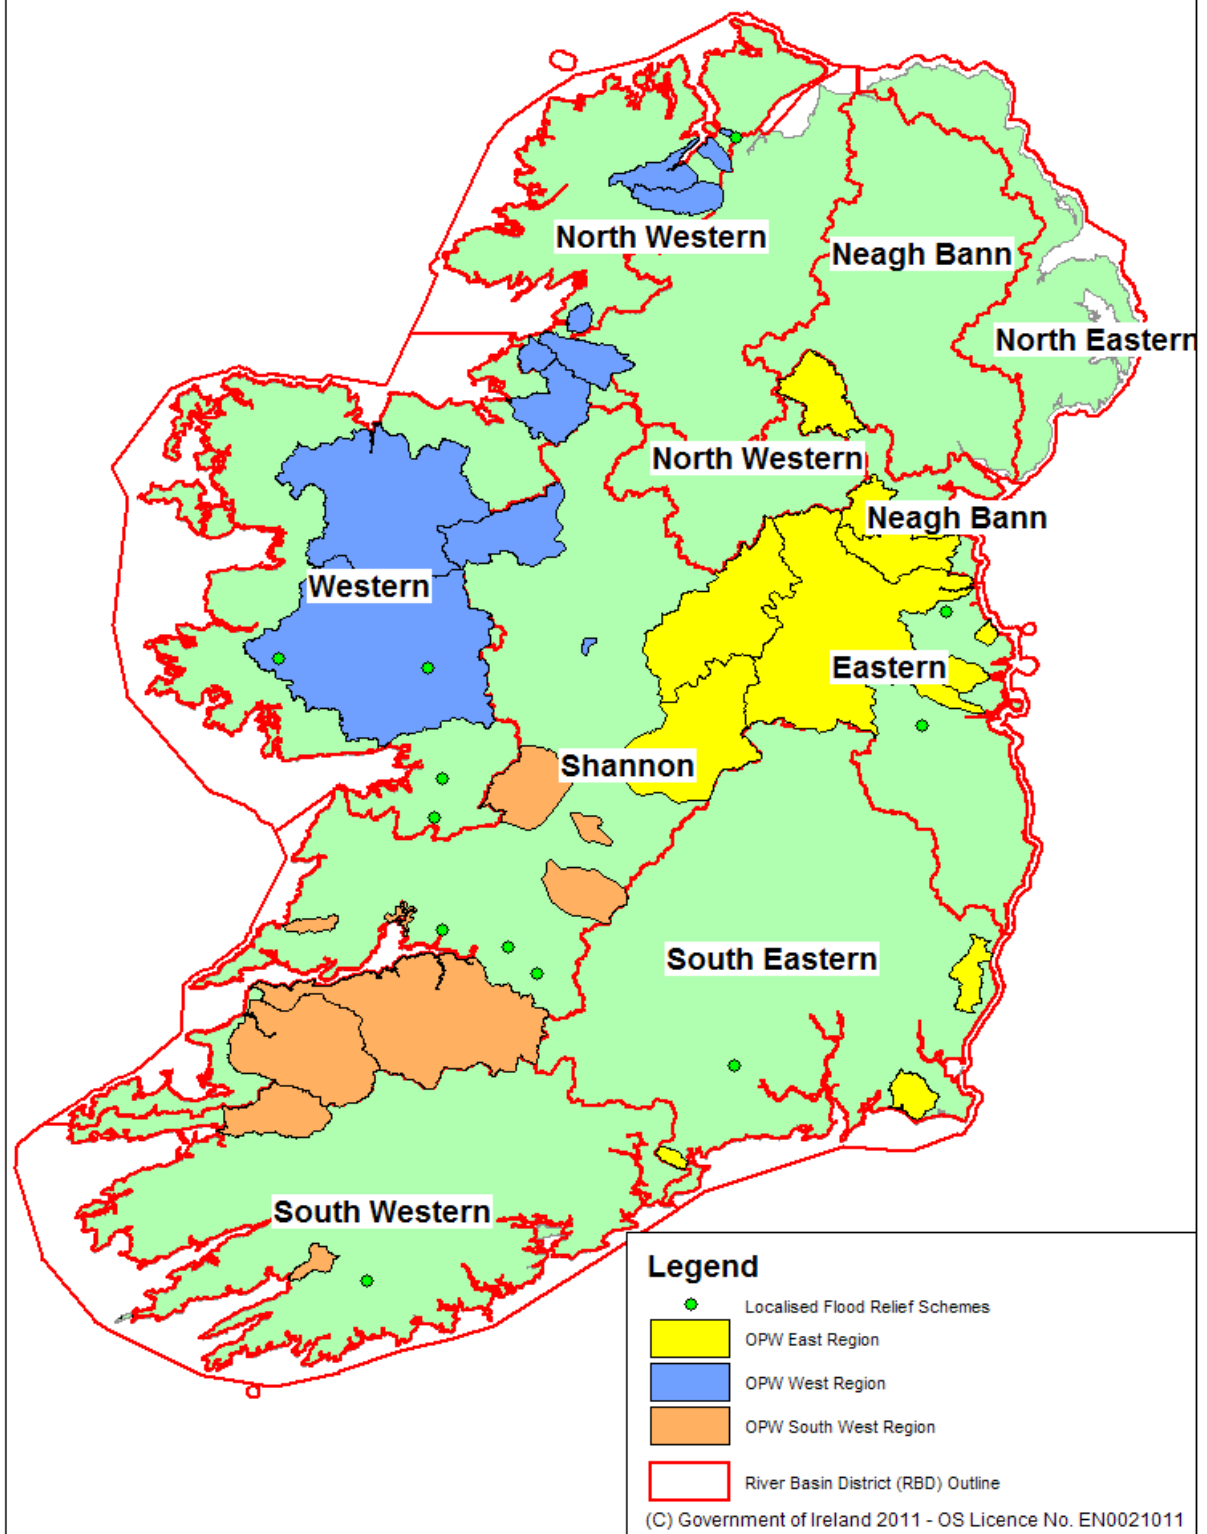 North Western
Neagh Bann
North Eastern
North Western
Neagh Bann
Western
Eastern
Shannon
South Eastern
South Western
Legend
Localised Flood Relief Schemes
OPW East Region
OPW West Region
OPW South West Region
River Basin District (RBD) Outline
(C) Government of Ireland 2011 - OS Licence No. EN0021011